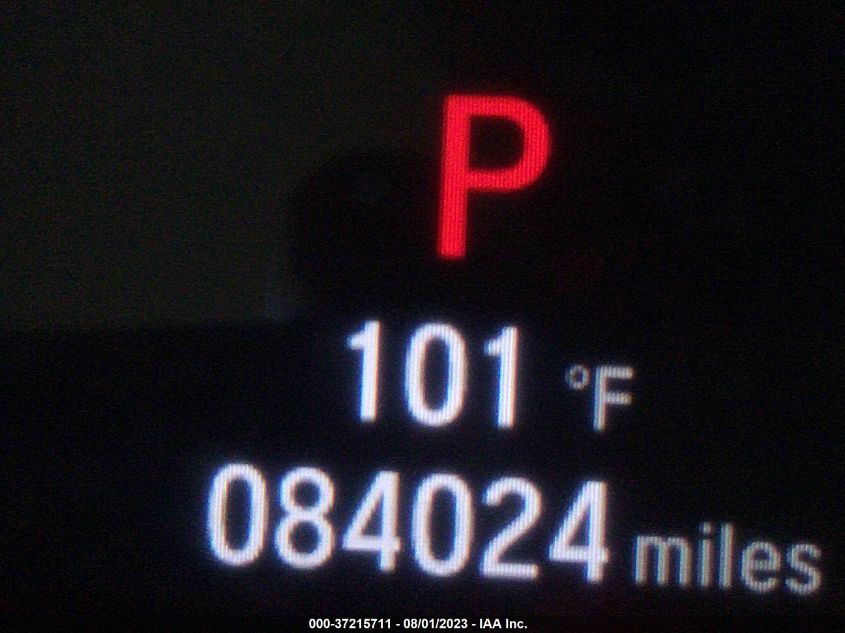 P
101 °F
084024 miles
000-37215711 - 08/01/2023 - IAA Inc.